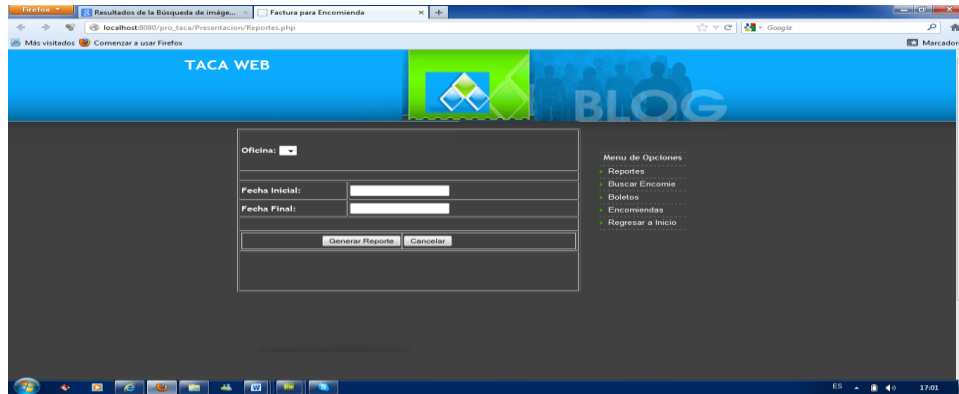 Firefox
Resultados de la Búsqueda de imáge...
Factura para Encomienda
localhost:8080/pro_taca/Presentacion/Reportes.php
Google
Más visitados
Comenzar a usar Firefox
Marcador
TACA WEB
BLOG
Oficina:
Fecha Inicial:
Fecha Final:
Generar Reporte
Cancelar
Menu de Opciones
Reportes
Buscar Encomie
Boletos
Encomiendas
Regresar a Inicio
ES
17:01